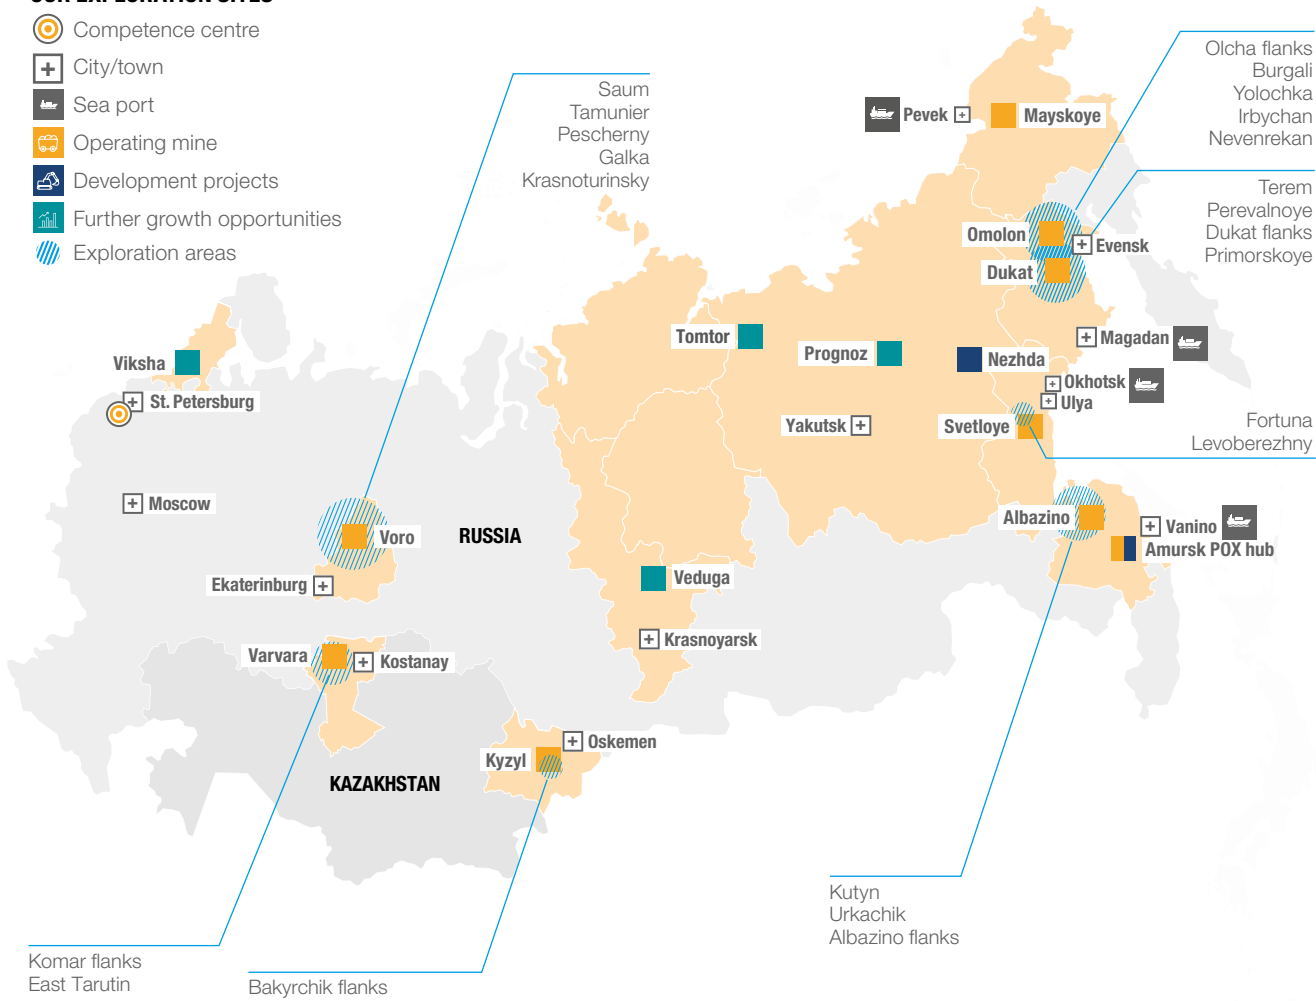 OUR EXPLORATION SITES
Competence centre
City/town
Sea port
Operating mine
Development projects
Further growth opportunities
Exploration areas
Saum
Tamunier
Pescherny
Galka
Krasnoturinsky
Olcha flanks
Burgali
Yolochka
Irbychan
Nevenrekan
Terem
Perevalnoye
Dukat flanks
Primorskoye
Pevek
Mayskoye
Omolon
Evensk
Dukat
Magadan
Tomtor
Prognoz
Nezhda
Okhotsk
Ulya
Viksha
St. Petersburg
Yakutsk
Svetloye
Fortuna
Levoberezhny
Moscow
Voro
RUSSIA
Albazino
Vanino
Amursk POX hub
Ekaterinburg
Veduga
Krasnoyarsk
Varvara
Kostanay
Oskemen
Kyzyl
KAZAKHSTAN
Kutyn
Urkachik
Albazino flanks
Komar flanks
East Tarutin
Bakyrchik flanks